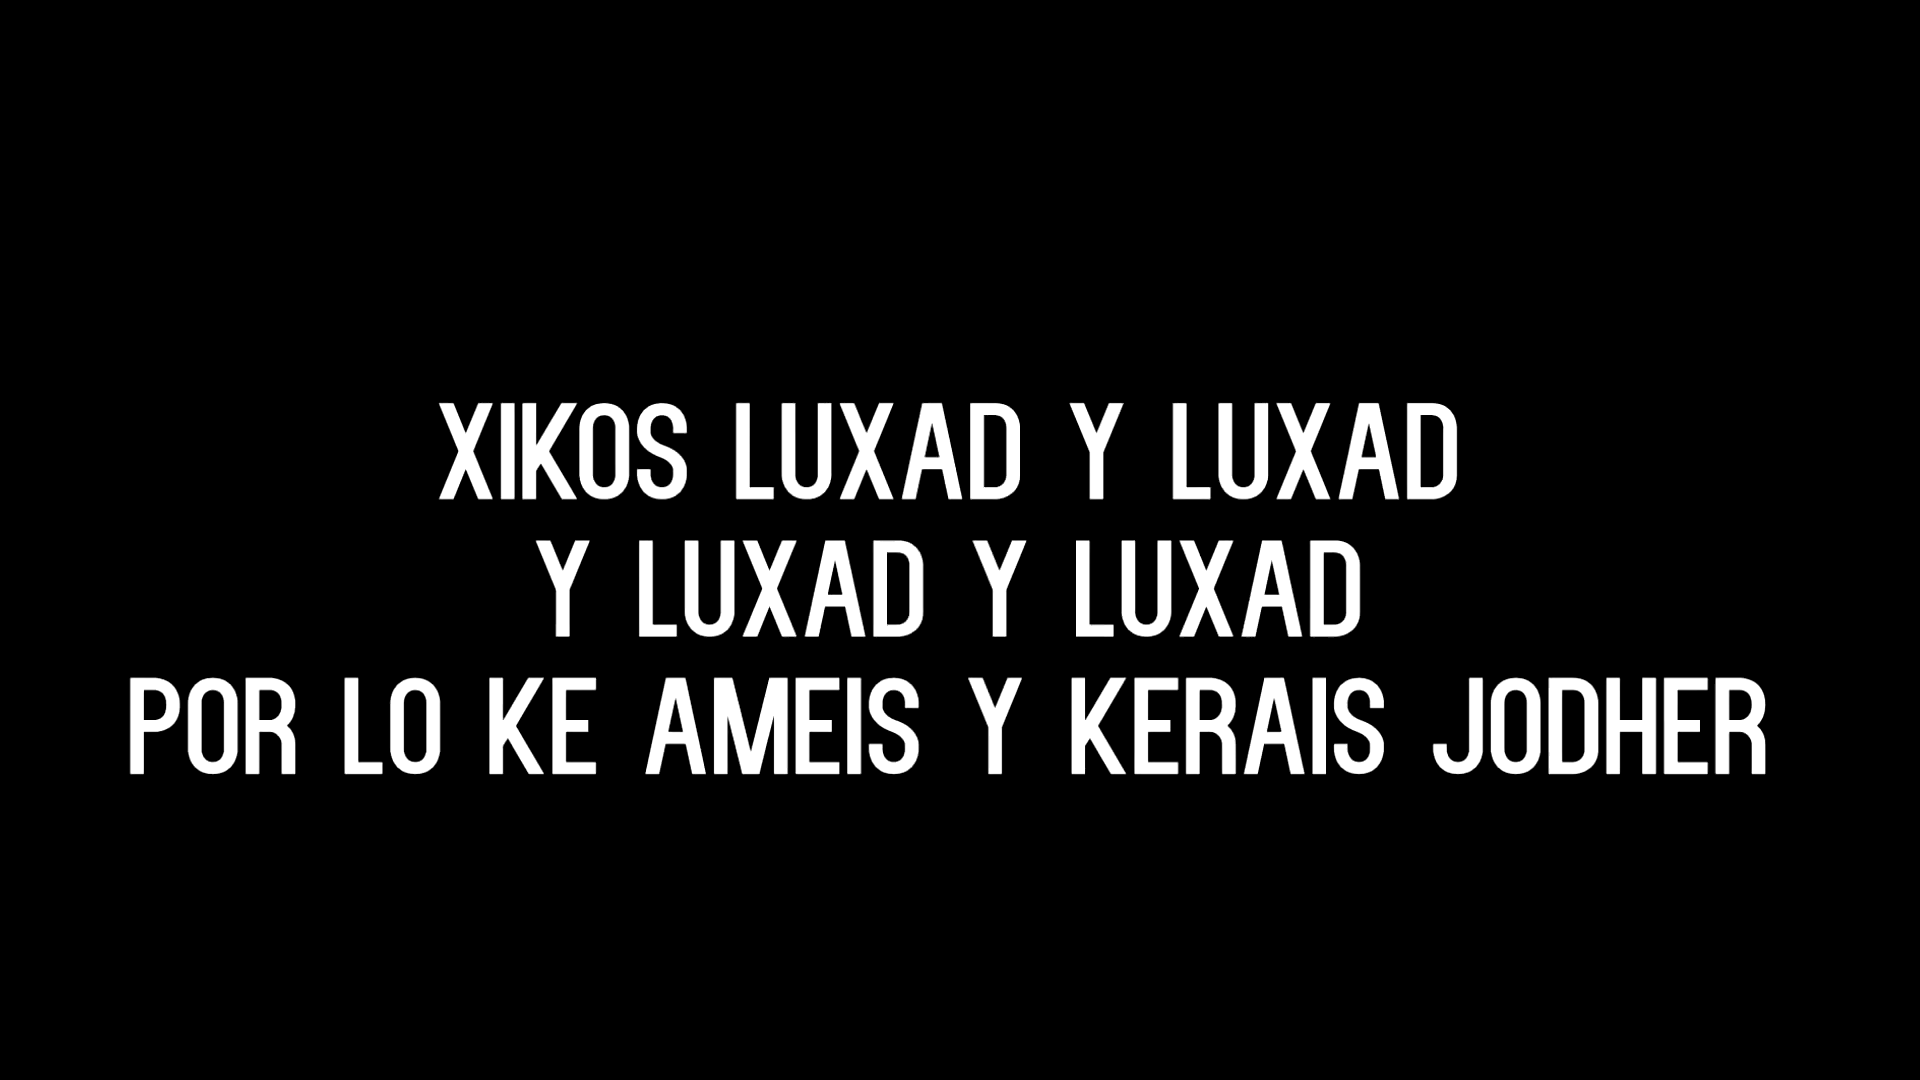 XIKOS LUXAD Y LUXAD
Y LUXAD Y LUXAD
POR LO KE AMEIS Y KERAIS JODHER